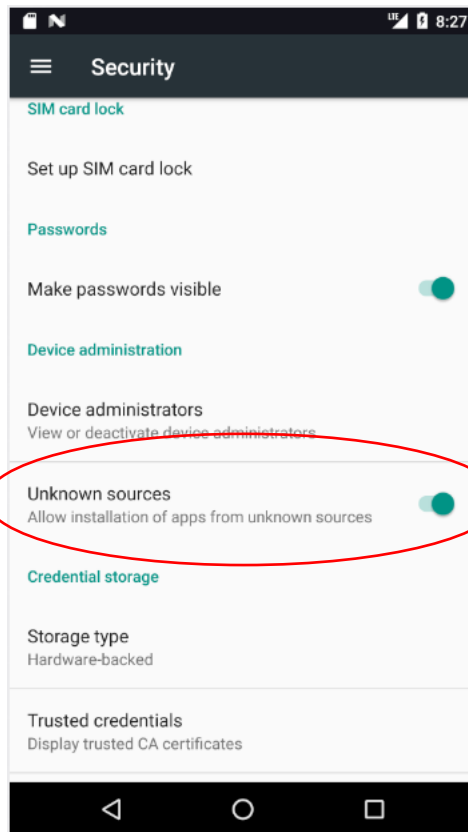 LTE 8:27
Security
SIM card lock
Set up SIM card lock
Passwords
Make passwords visible
Device administration
Device administrators
View or deactivate device administrators
Unknown sources
Allow installation of apps from unknown sources
Credential storage
Storage type
Hardware-backed
Trusted credentials
Display trusted CA certificates